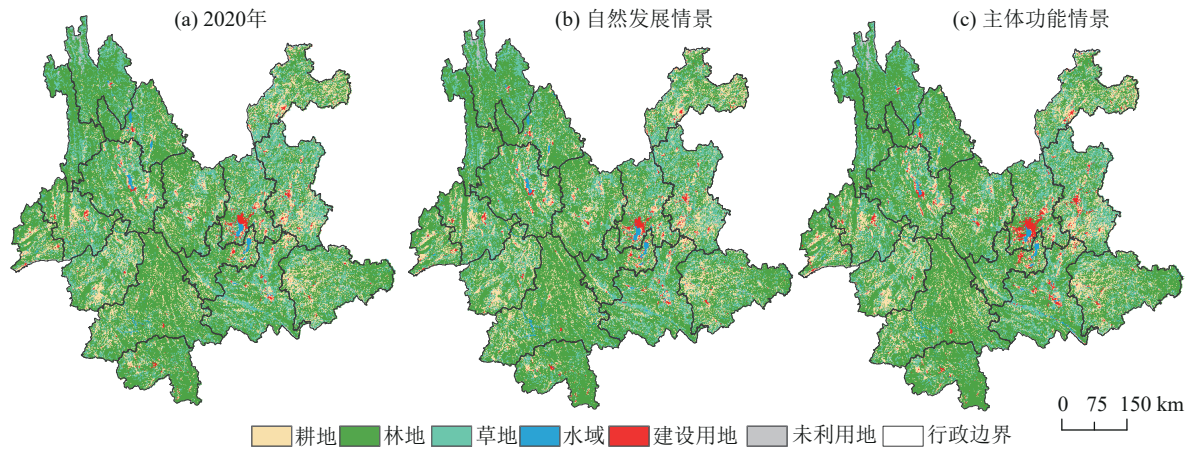 (a) 2020年
(b) 自然发展情景
(c) 主体功能情景
0 75 150 km
耕地 林地 草地 水域 建设用地 未利用地 行政边界